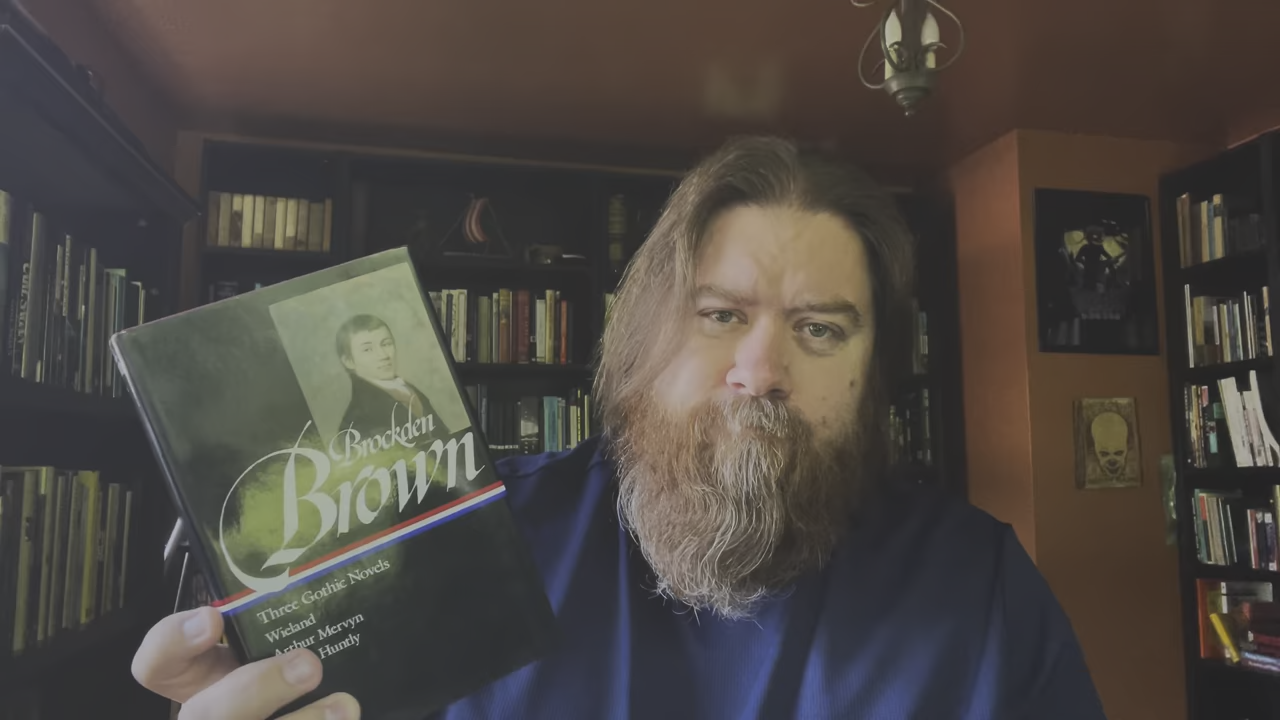 Brockden
Brown
Three Gothic Novels
Wieland
Arthur Mervyn
Huntly